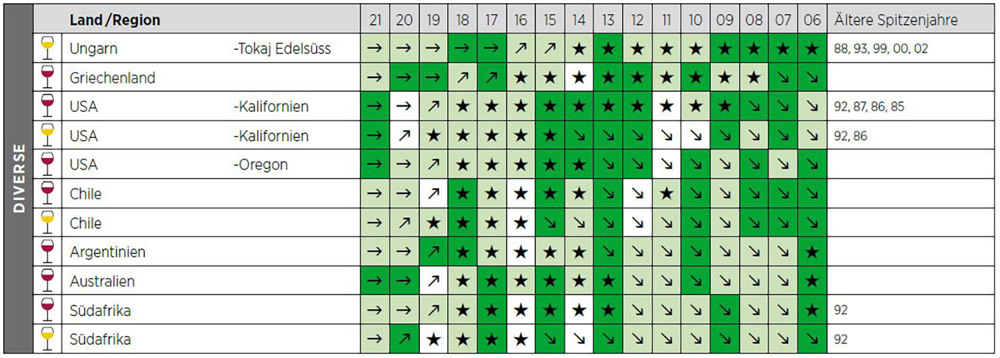 Land/Region 21 20 19 18 17 16 15 14 13 12 11 10 09 08 07 06 Ältere Spitzenjahre
DIVERSE
Ungarn -Tokaj Edelsüss → → → → → ↗ ↗ ★ ★ ★ ★ ★ ★ ★ ★ ★ 88, 93, 99, 00, 02
Griechenland → → → ↗ ↗ ★ ★ ★ ★ ★ ★ ★ ★ ★ ↘ ↘
USA -Kalifornien → → ↗ ★ ★ ★ ★ ★ ★ ★ ★ ★ ★ ↘ ↘ ↘ 92, 87, 86, 85
USA -Kalifornien → ↗ ★ ★ ★ ★ ★ ↘ ↘ ↘ ↘ ↘ ↘ ↘ ↘ ↘ 92, 86
USA -Oregon → → ↗ ★ ★ ★ ★ ★ ↘ ↘ ↘ ↘ ↘ ↘ ↘ ↘
Chile → → ↗ ★ ★ ★ ★ ★ ↘ ↘ ★ ↘ ↘ ↘ ↘ ↘
Chile → ↗ ★ ★ ★ ★ ↘ ↘ ↘ ↘ ↘ ↘ ↘ ↘ ↘ ↘
Argentinien → → ↗ ★ ★ ★ ★ ★ ↘ ↘ ↘ ↘ ↘ ↘ ↘ ★
Australien → → ↗ ★ ★ ★ ★ ★ ★ ↘ ↘ ↘ ↘ ↘ ↘ ★
Südafrika → → ↗ ★ ★ ★ ★ ★ ★ ↘ ↘ ↘ ↘ ↘ ↘ ★ 92
Südafrika → ↗ ★ ★ ★ ★ ↘ ↘ ↘ ↘ ↘ ↘ ↘ ↘ ↘ ↘ 92